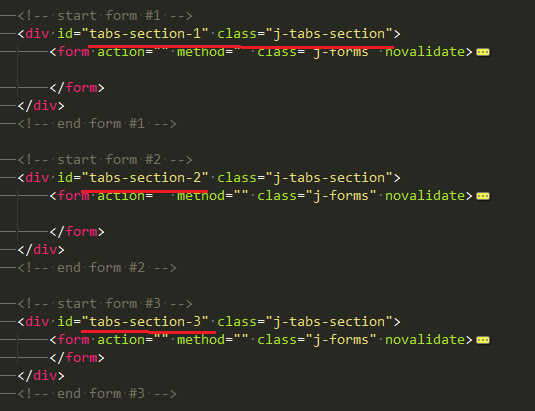 <!-- start form #1 -->
<div id="tabs-section-1" class="j-tabs-section">
<form action="" method="" class="j-forms" novalidate>
</form>
</div>
<!-- end form #1 -->
<!-- start form #2 -->
<div id="tabs-section-2" class="j-tabs-section">
<form action="" method="" class="j-forms" novalidate>
</form>
</div>
<!-- end form #2 -->
<!-- start form #3 -->
<div id="tabs-section-3" class="j-tabs-section">
<form action="" method="" class="j-forms" novalidate>
</form>
</div>
<!-- end form #3 -->